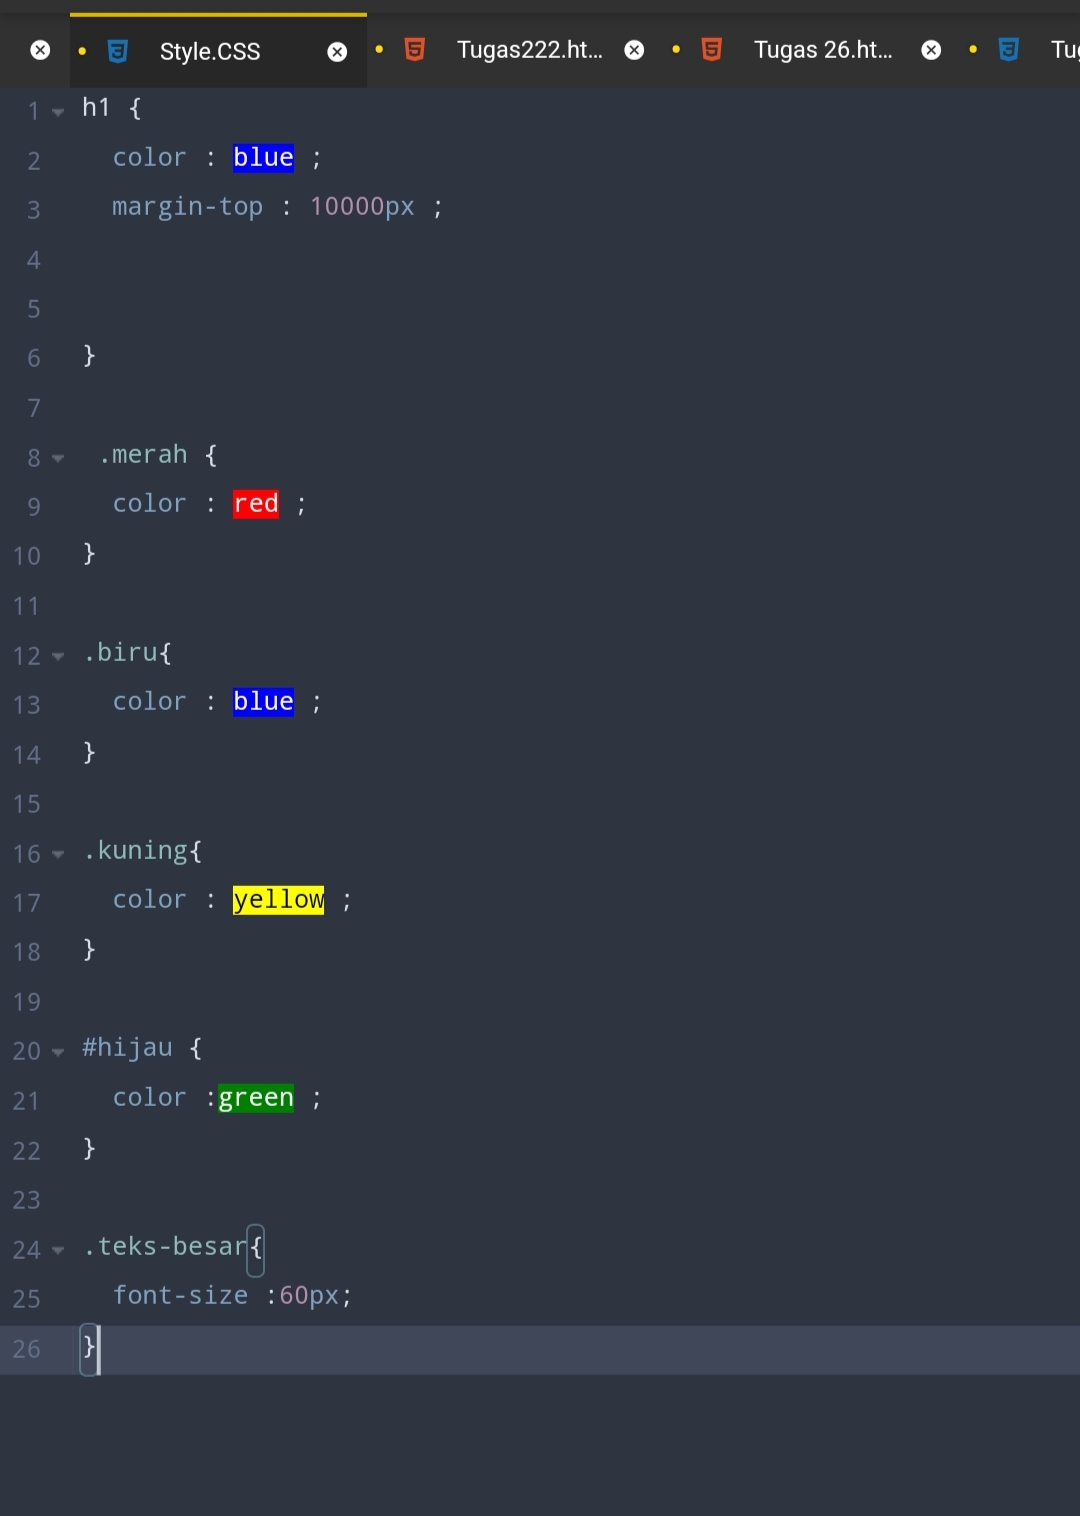 Style.CSS Tugas222.ht... Tugas 26.ht... Tug
1 h1 {
2 color : blue ;
3 margin-top : 10000px ;
4
5
6 }
7
8 .merah {
9 color : red ;
10 }
11
12 .biru{
13 color : blue ;
14 }
15
16 .kuning{
17 color : yellow ;
18 }
19
20 #hijau {
21 color :green ;
22 }
23
24 .teks-besar{
25 font-size :60px;
26 }